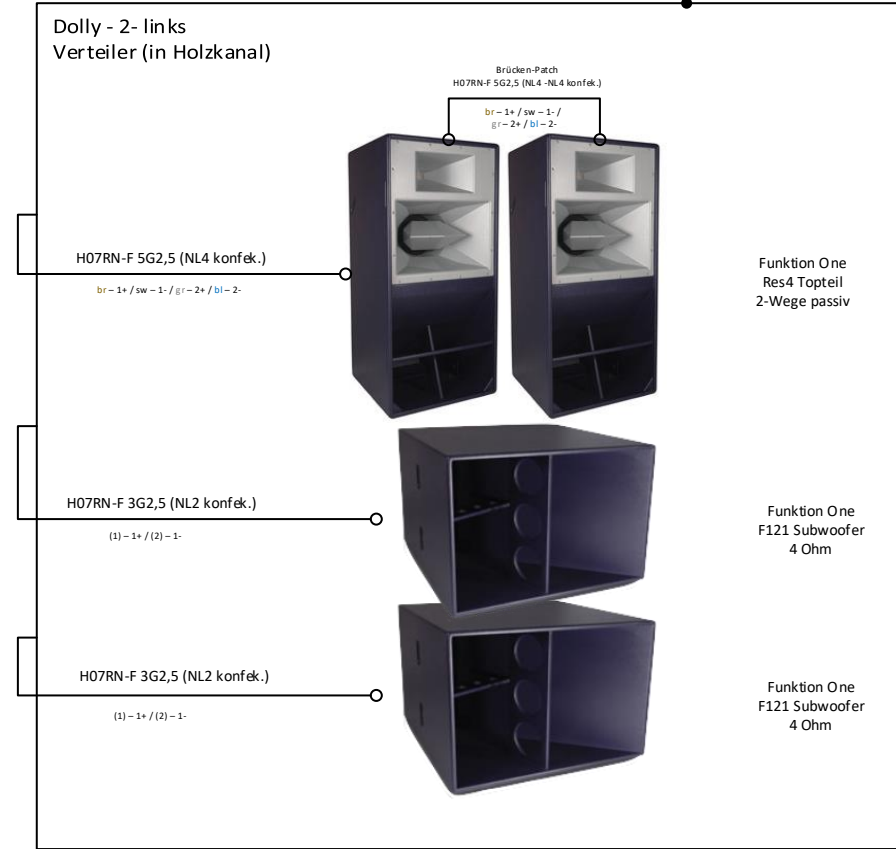 Dolly - 2- links
Verteiler (in Holzkanal)
Brücken-Patch
H07RN-F 5G2,5 (NL4 -NL4 konfek.)
br – 1+ / sw – 1- /
gr – 2+ / bl – 2-
H07RN-F 5G2,5 (NL4 konfek.)
br – 1+ / sw – 1- / gr – 2+ / bl – 2-
Funktion One
Res4 Topteil
2-Wege passiv
H07RN-F 3G2,5 (NL2 konfek.)
(1) – 1+ / (2) – 1-
Funktion One
F121 Subwoofer
4 Ohm
H07RN-F 3G2,5 (NL2 konfek.)
(1) – 1+ / (2) – 1-
Funktion One
F121 Subwoofer
4 Ohm